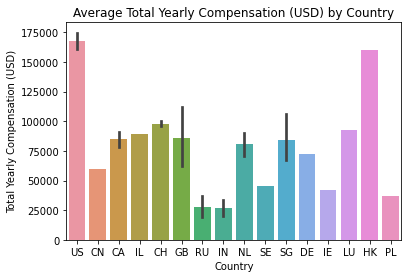 Average Total Yearly Compensation (USD) by Country
Total Yearly Compensation (USD)
175000
150000
125000
100000
75000
50000
25000
0
US CN CA IL CH GB RU IN NL SE SG DE IE LU HK PL
Country